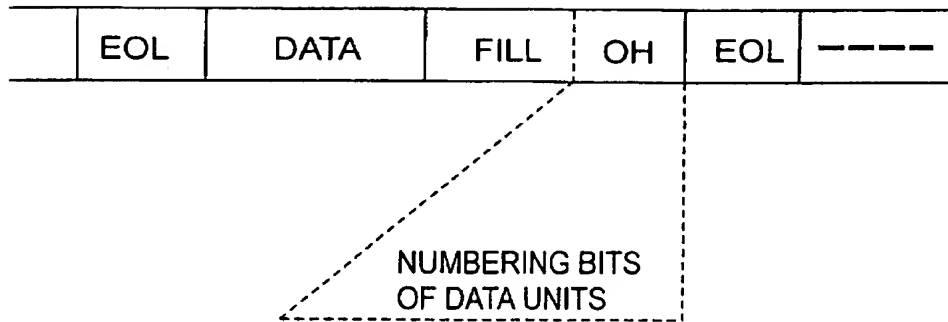 EOL DATA FILL OH EOL ----
NUMBERING BITS
OF DATA UNITS